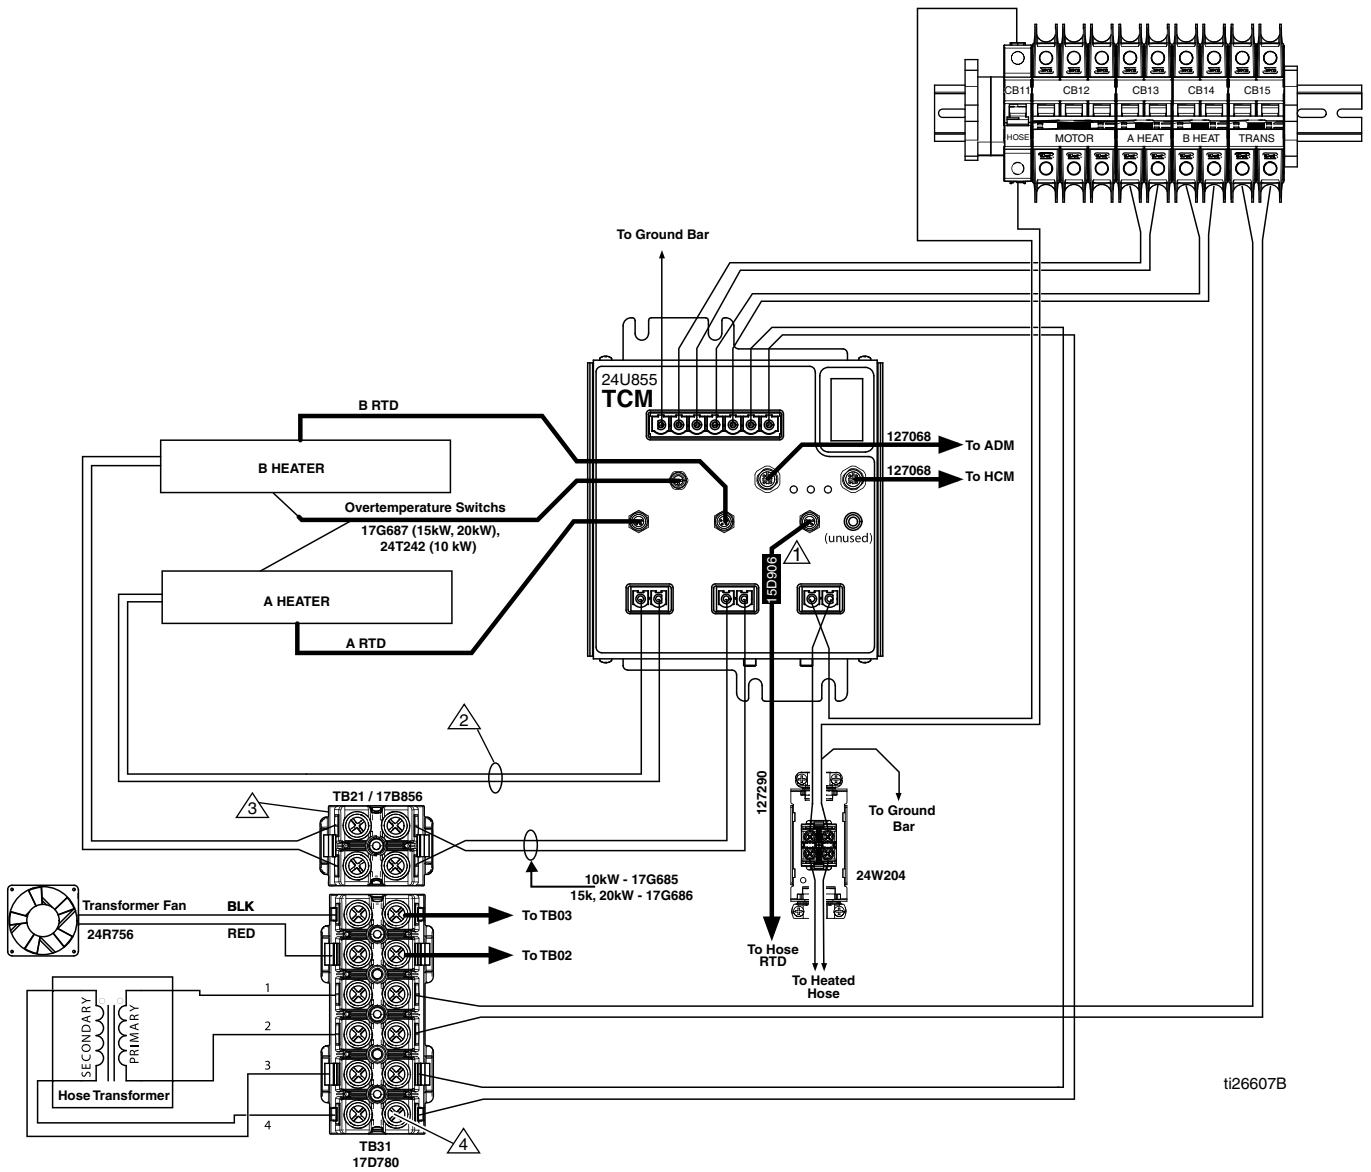 CB11
CB12
CB13
CB14
CB15
HOSE
MOTOR
A HEAT
B HEAT
TRANS
To Ground Bar
24U855
TCM
B RTD
127068
To ADM
127068
To HCM
B HEATER
Overtemperature Switchs
17G687 (15kW, 20kW),
24T242 (10 kW)
(unused)
1
15D906
A HEATER
A RTD
2
127290
TB21 / 17B856
3
To Ground
Bar
24W204
10kW - 17G685
15k, 20kW - 17G686
Transformer Fan
BLK
24R756
RED
To TB03
To TB02
To Hose
RTD
To Heated
Hose
1
2
3
4
SECONDARY
PRIMARY
Hose Transformer
4
TB31
17D780
ti26607B